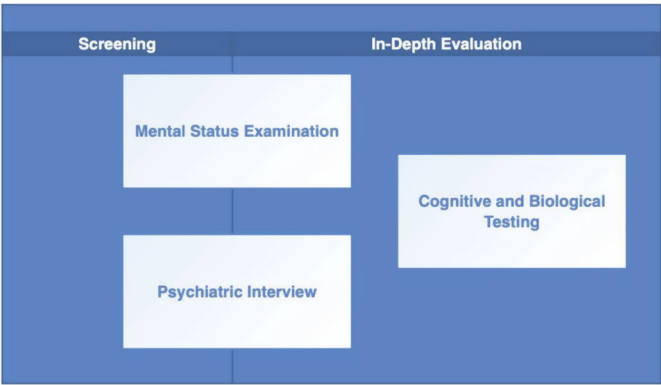 Screening
In-Depth Evaluation
Mental Status Examination
Cognitive and Biological
Testing
Psychiatric Interview